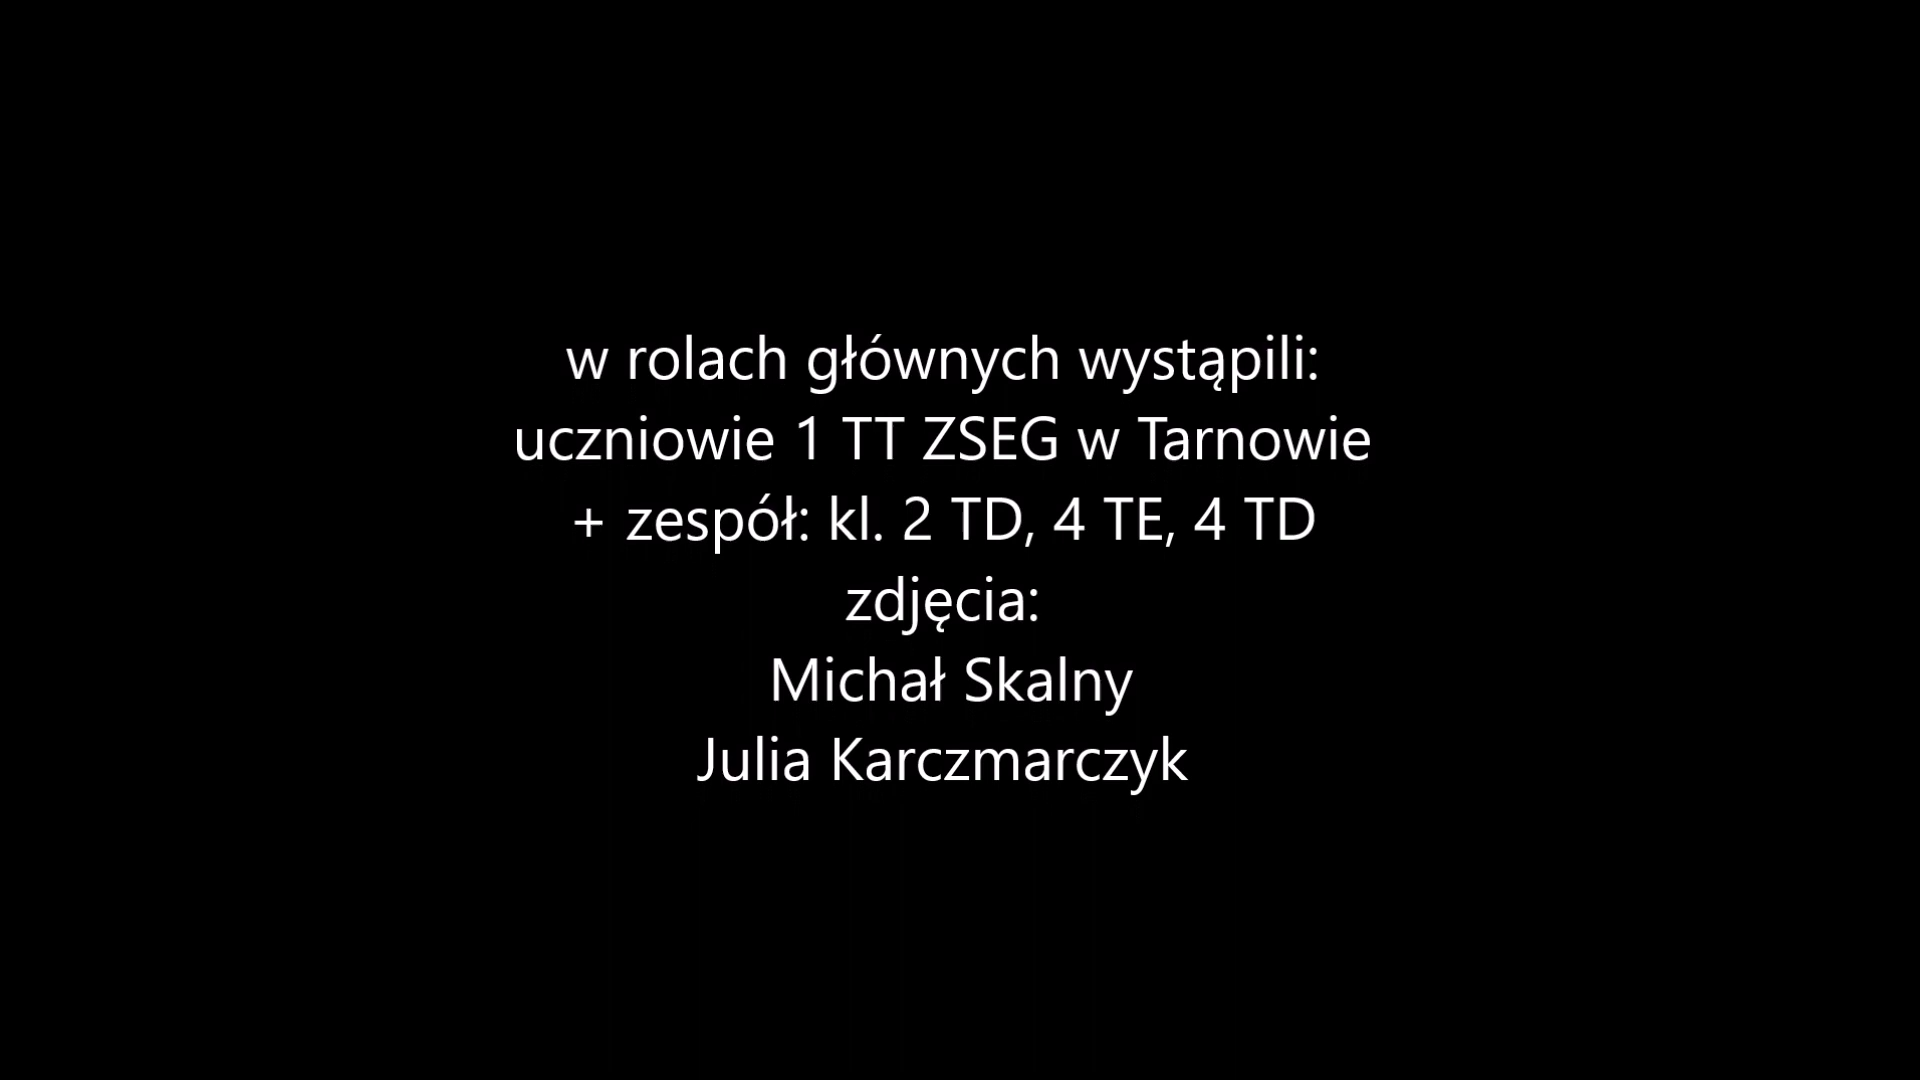 w rolach głównych wystąpili:
uczniowie 1 TT ZSEG w Tarnowie
+ zespół: kl. 2 TD, 4 TE, 4 TD
zdjęcia:
Michał Skalny
Julia Karczmarczyk